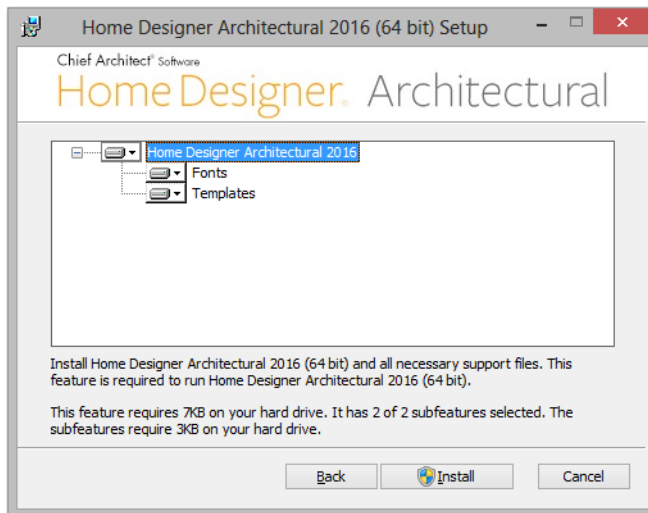 Home Designer Architectural 2016 (64 bit) Setup
Chief Architect® Software
Home Designer® Architectural
Home Designer Architectural 2016
Fonts
Templates
Install Home Designer Architectural 2016 (64 bit) and all necessary support files. This
feature is required to run Home Designer Architectural 2016 (64 bit).
This feature requires 7KB on your hard drive. It has 2 of 2 subfeatures selected. The
subfeatures require 3KB on your hard drive.
Back Install Cancel